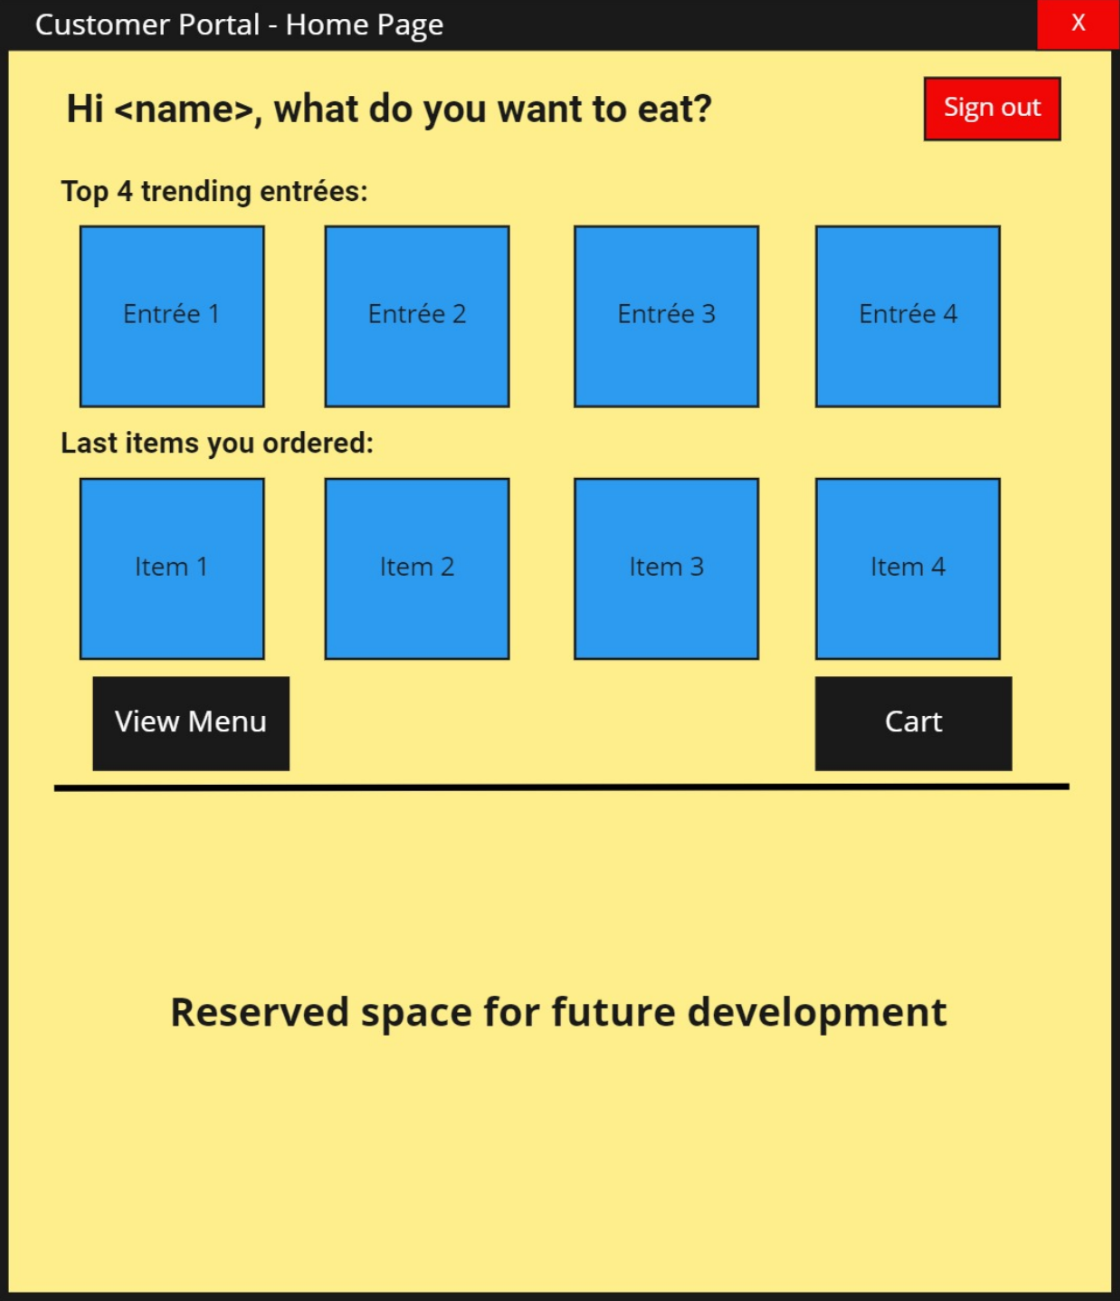 Customer Portal - Home Page
X
Hi <name>, what do you want to eat?
Sign out
Top 4 trending entrées:
Entrée 1
Entrée 2
Entrée 3
Entrée 4
Last items you ordered:
Item 1
Item 2
Item 3
Item 4
View Menu
Cart
Reserved space for future development